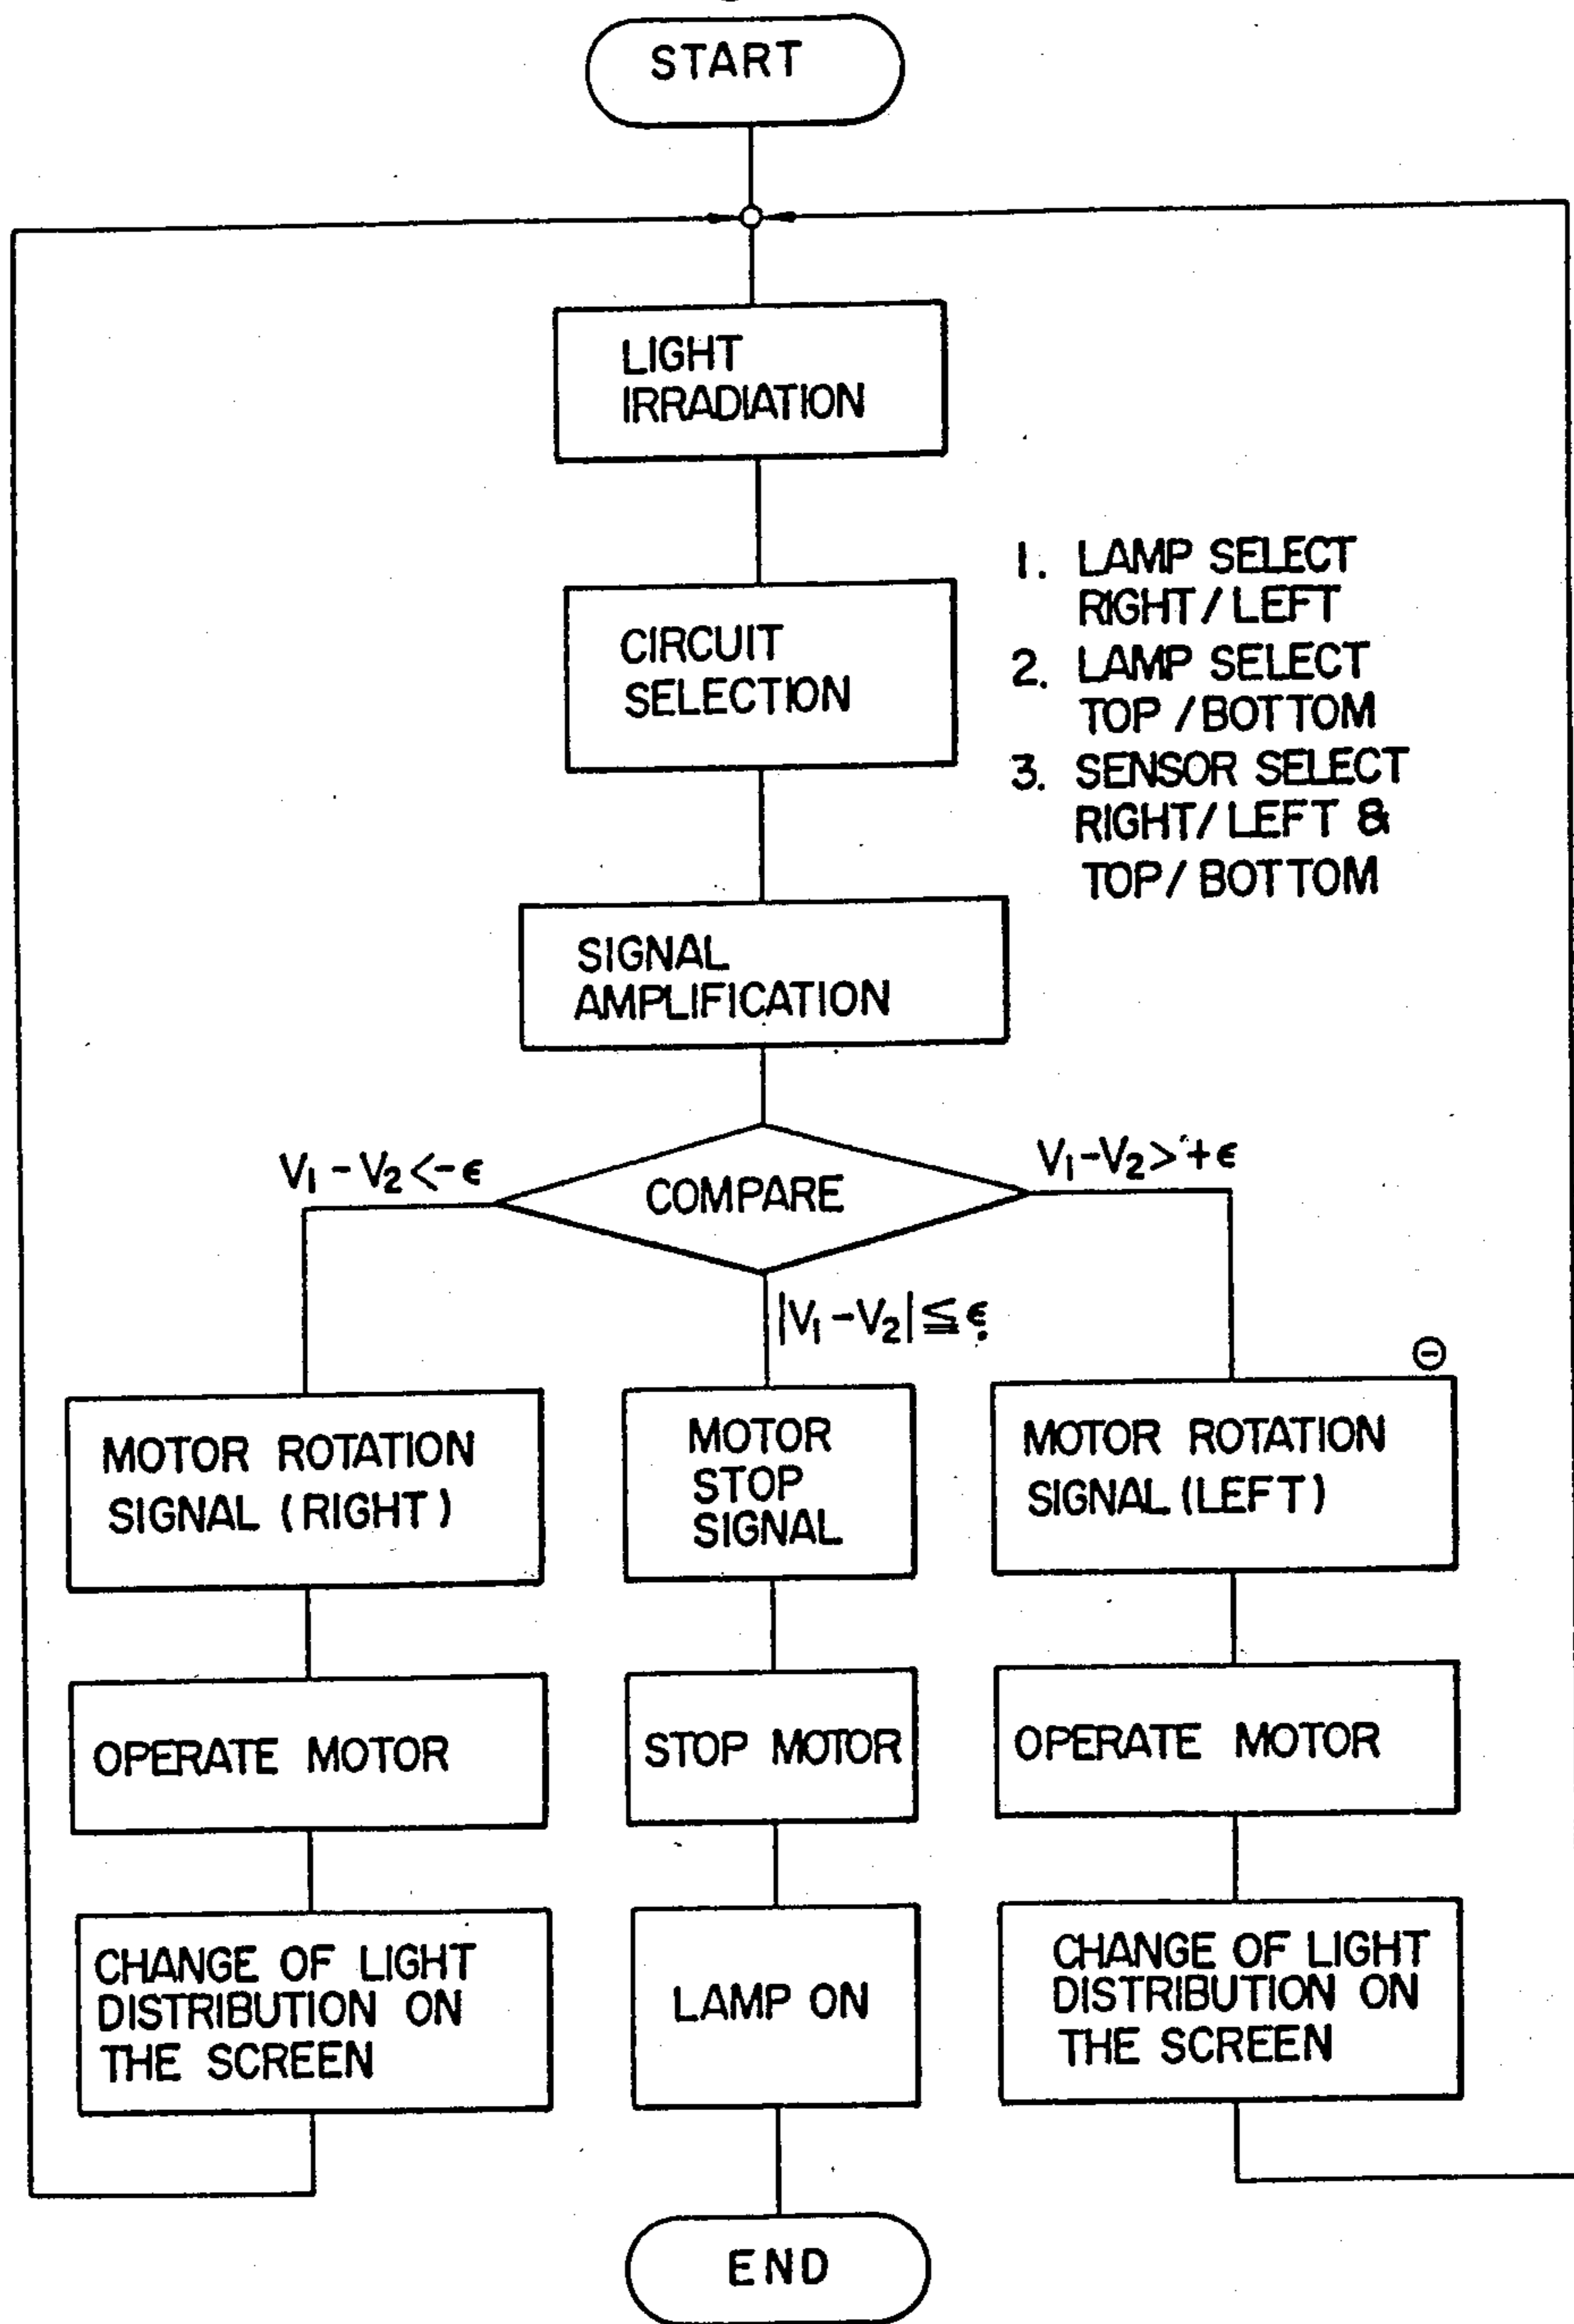 START
LIGHT
IRRADIATION
CIRCUIT
SELECTION
1. LAMP SELECT
RIGHT/LEFT
2. LAMP SELECT
TOP/BOTTOM
3. SENSOR SELECT
RIGHT/LEFT &
TOP/BOTTOM
SIGNAL
AMPLIFICATION
COMPARE
V₁-V₂<-ϵ
|V₁-V₂|≦ϵ
V₁-V₂>+ϵ
⊖
MOTOR ROTATION
SIGNAL (RIGHT)
OPERATE MOTOR
CHANGE OF LIGHT
DISTRIBUTION ON
THE SCREEN
MOTOR
STOP
SIGNAL
STOP MOTOR
LAMP ON
MOTOR ROTATION
SIGNAL (LEFT)
OPERATE MOTOR
CHANGE OF LIGHT
DISTRIBUTION ON
THE SCREEN
END